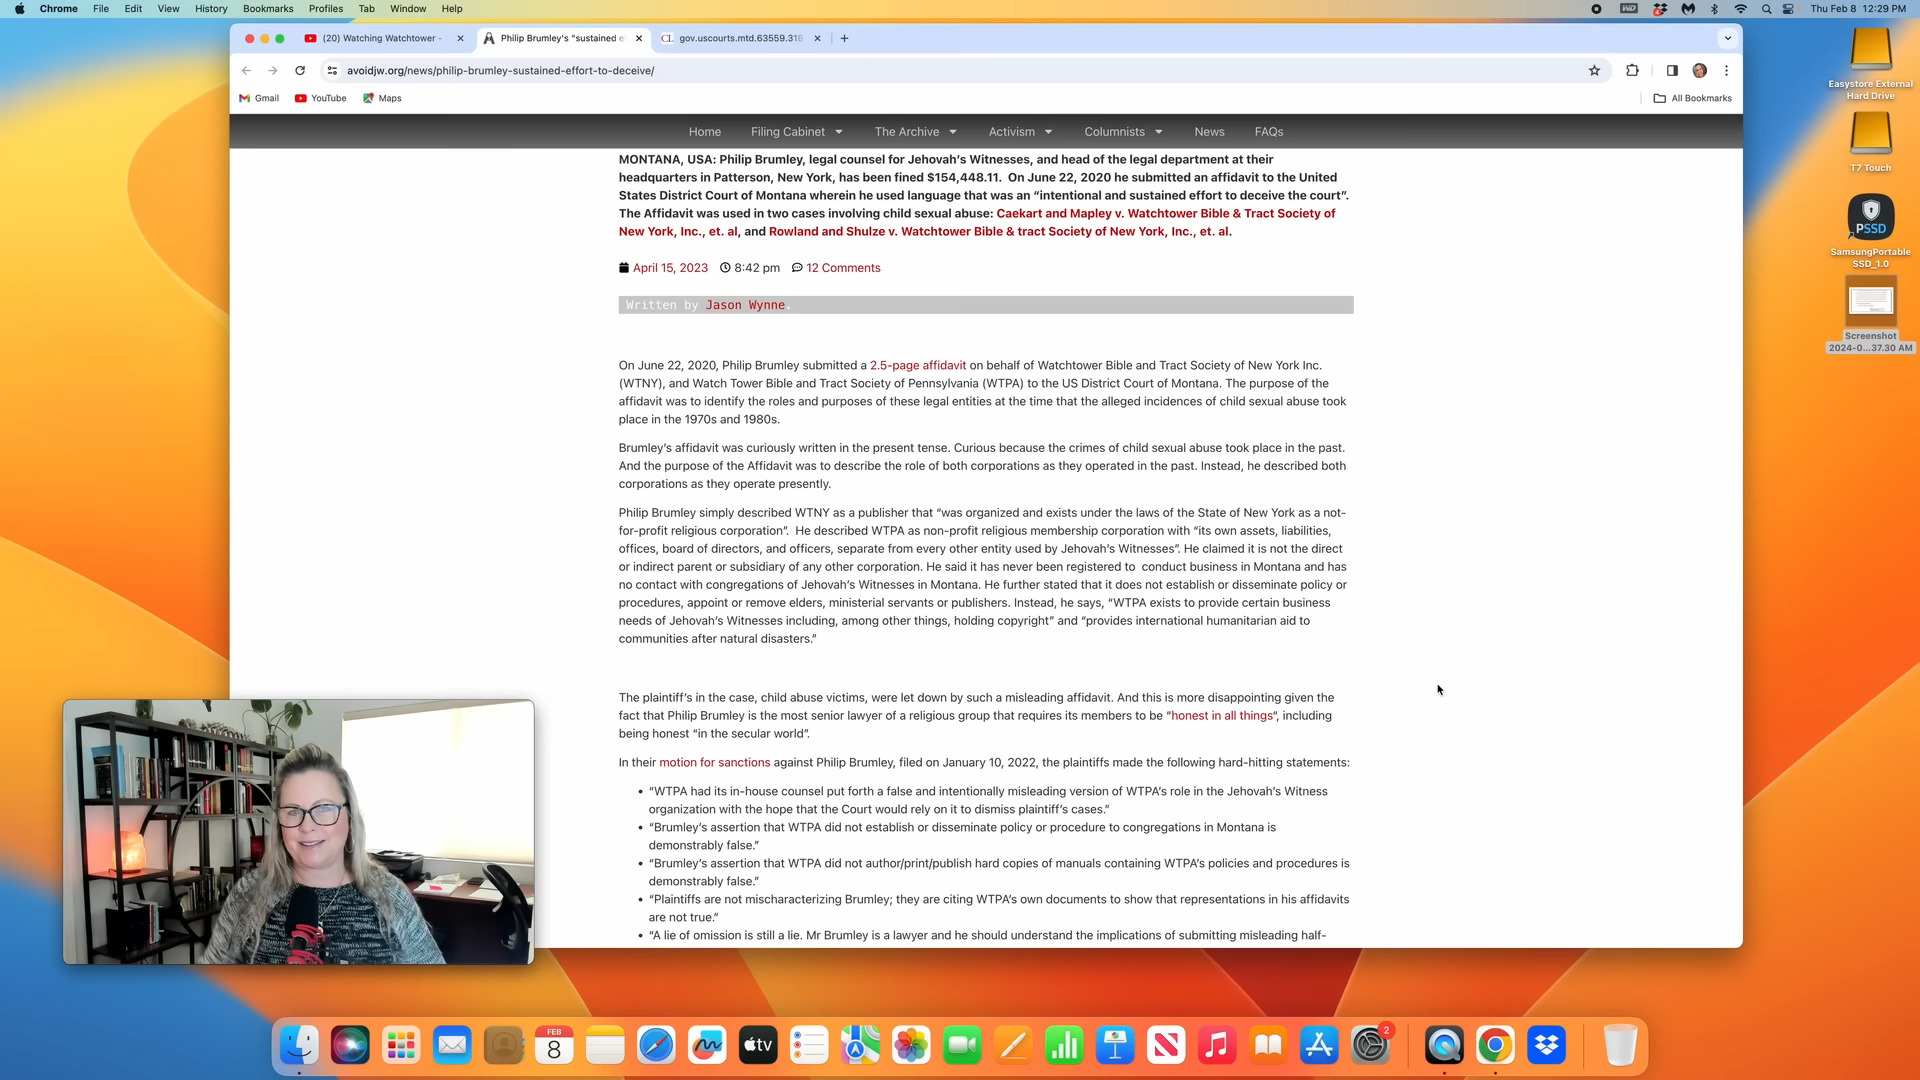 Chrome File Edit View History Bookmarks Profiles Tab Window Help
Thu Feb 8 12:29 PM
(20) Watching Watchtower -
Philip Brumley's "sustained e
gov.uscourts.mtd.63559.318
avoidjw.org/news/philip-brumley-sustained-effort-to-deceive/
Gmail YouTube Maps
All Bookmarks
Home Filing Cabinet The Archive Activism Columnists News FAQs
MONTANA, USA: Philip Brumley, legal counsel for Jehovah's Witnesses, and head of the legal department at their
headquarters in Patterson, New York, has been fined $154,448.11. On June 22, 2020 he submitted an affidavit to the United
States District Court of Montana wherein he used language that was an "intentional and sustained effort to deceive the court".
The Affidavit was used in two cases involving child sexual abuse: Caekart and Mapley v. Watchtower Bible & Tract Society of
New York, Inc., et. al, and Rowland and Shulze v. Watchtower Bible & tract Society of New York, Inc., et. al.
April 15, 2023 8:42 pm 12 Comments
Written by Jason Wynne.
On June 22, 2020, Philip Brumley submitted a 2.5-page affidavit on behalf of Watchtower Bible and Tract Society of New York Inc.
(WTNY), and Watch Tower Bible and Tract Society of Pennsylvania (WTPA) to the US District Court of Montana. The purpose of the
affidavit was to identify the roles and purposes of these legal entities at the time that the alleged incidences of child sexual abuse took
place in the 1970s and 1980s.
Brumley's affidavit was curiously written in the present tense. Curious because the crimes of child sexual abuse took place in the past.
And the purpose of the Affidavit was to describe the role of both corporations as they operated in the past. Instead, he described both
corporations as they operate presently.
Philip Brumley simply described WTNY as a publisher that "was organized and exists under the laws of the State of New York as a not-
for-profit religious corporation". He described WTPA as non-profit religious membership corporation with "its own assets, liabilities,
offices, board of directors, and officers, separate from every other entity used by Jehovah's Witnesses". He claimed it is not the direct
or indirect parent or subsidiary of any other corporation. He said it has never been registered to conduct business in Montana and has
no contact with congregations of Jehovah's Witnesses in Montana. He further stated that it does not establish or disseminate policy or
procedures, appoint or remove elders, ministerial servants or publishers. Instead, he says, "WTPA exists to provide certain business
needs of Jehovah's Witnesses including, among other things, holding copyright" and "provides international humanitarian aid to
communities after natural disasters."
The plaintiff's in the case, child abuse victims, were let down by such a misleading affidavit. And this is more disappointing given the
fact that Philip Brumley is the most senior lawyer of a religious group that requires its members to be "honest in all things", including
being honest "in the secular world".
In their motion for sanctions against Philip Brumley, filed on January 10, 2022, the plaintiffs made the following hard-hitting statements:
• "WTPA had its in-house counsel put forth a false and intentionally misleading version of WTPA's role in the Jehovah's Witness
organization with the hope that the Court would rely on it to dismiss plaintiff's cases."
• "Brumley's assertion that WTPA did not establish or disseminate policy or procedure to congregations in Montana is
demonstrably false."
• "Brumley's assertion that WTPA did not author/print/publish hard copies of manuals containing WTPA's policies and procedures is
demonstrably false."
• "Plaintiffs are not mischaracterizing Brumley; they are citing WTPA's own documents to show that representations in his affidavits
are not true."
• "A lie of omission is still a lie. Mr Brumley is a lawyer and he should understand the implications of submitting misleading half-
Easystore External
Hard Drive
T7 Touch
PSSD
SamsungPortable
SSD_1.0
Screenshot
2024-0...37.30 AM
FEB
8
tv
2